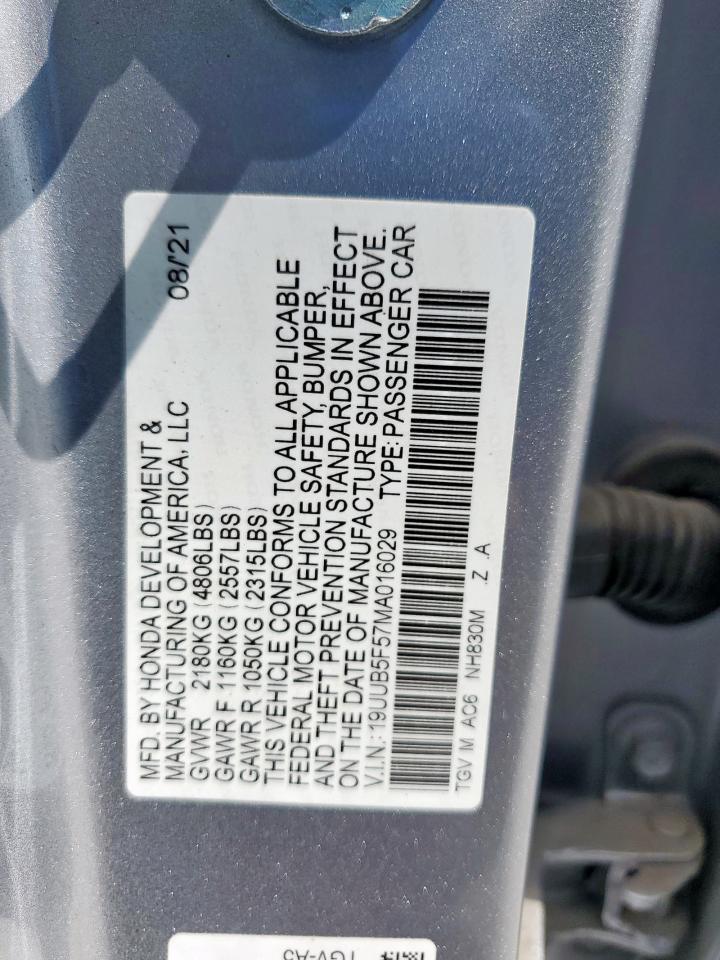 MFD. BY HONDA DEVELOPMENT &
MANUFACTURING OF AMERICA, LLC 08/'21
GVWR 2180KG (4806LBS)
GAWR F 1160KG (2557LBS)
GAWR R 1050KG (2315LBS)
THIS VEHICLE CONFORMS TO ALL APPLICABLE
FEDERAL MOTOR VEHICLE SAFETY, BUMPER,
AND THEFT PREVENTION STANDARDS IN EFFECT
ON THE DATE OF MANUFACTURE SHOWN ABOVE.
V.I.N.: 19UUB5F57MA016029 TYPE: PASSENGER CAR
TGV M AC6 NH830M .Z .A
TGV-A5